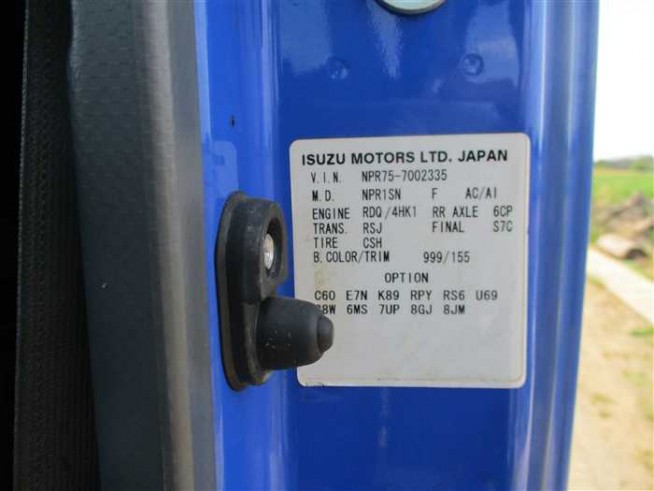 ISUZU MOTORS LTD. JAPAN
V.I.N. NPR75-7002335
M.D. NPR1SN F AC/AI
ENGINE RDQ/4HK1 RR AXLE 6CP
TRANS. RSJ FINAL S7C
TIRE CSH
B.COLOR/TRIM 999/155
OPTION
C60 E7N K89 RPY RS6 U69
6MS 7UP 8GJ 8JM